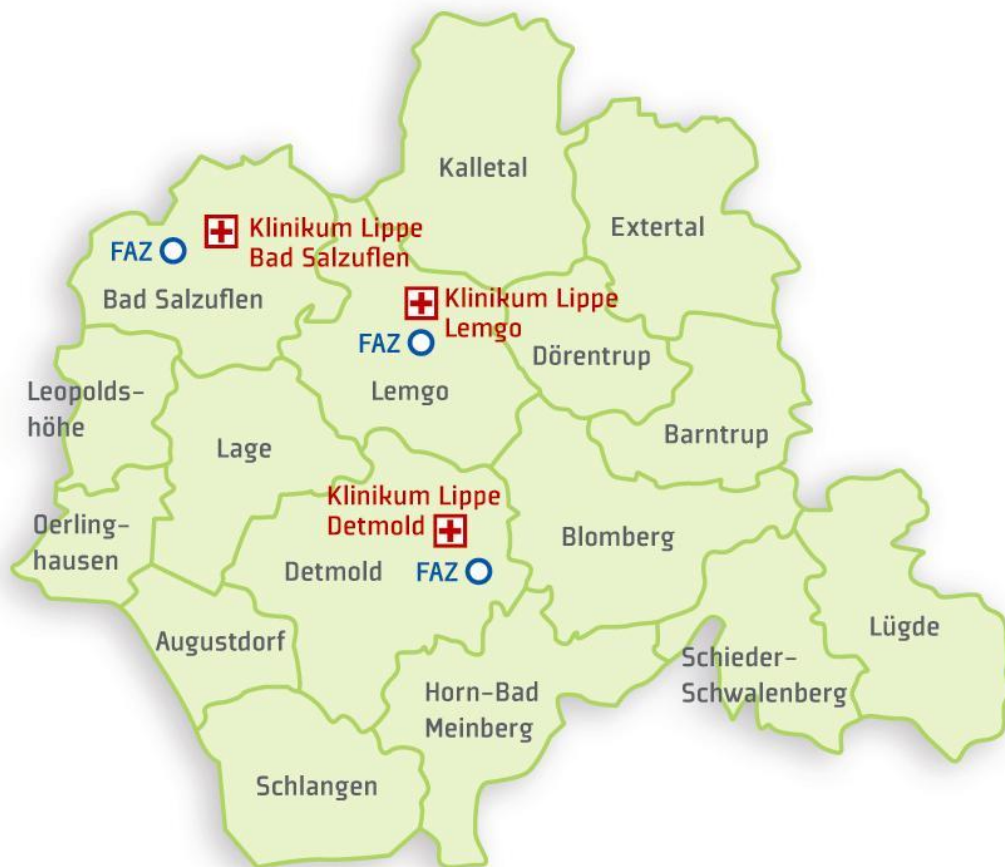 Kalletal
Extertal
Klinikum Lippe
Bad Salzuflen
FAZ
Bad Salzuflen
Klinikum Lippe
Lemgo
FAZ
Dörentrup
Lemgo
Leopolds-
höhe
Lage
Barntrup
Klinikum Lippe
Detmold
Oerling-
hausen
Blomberg
Detmold
FAZ
Augustdorf
Lügde
Schieder-
Schwalenberg
Horn-Bad
Meinberg
Schlangen